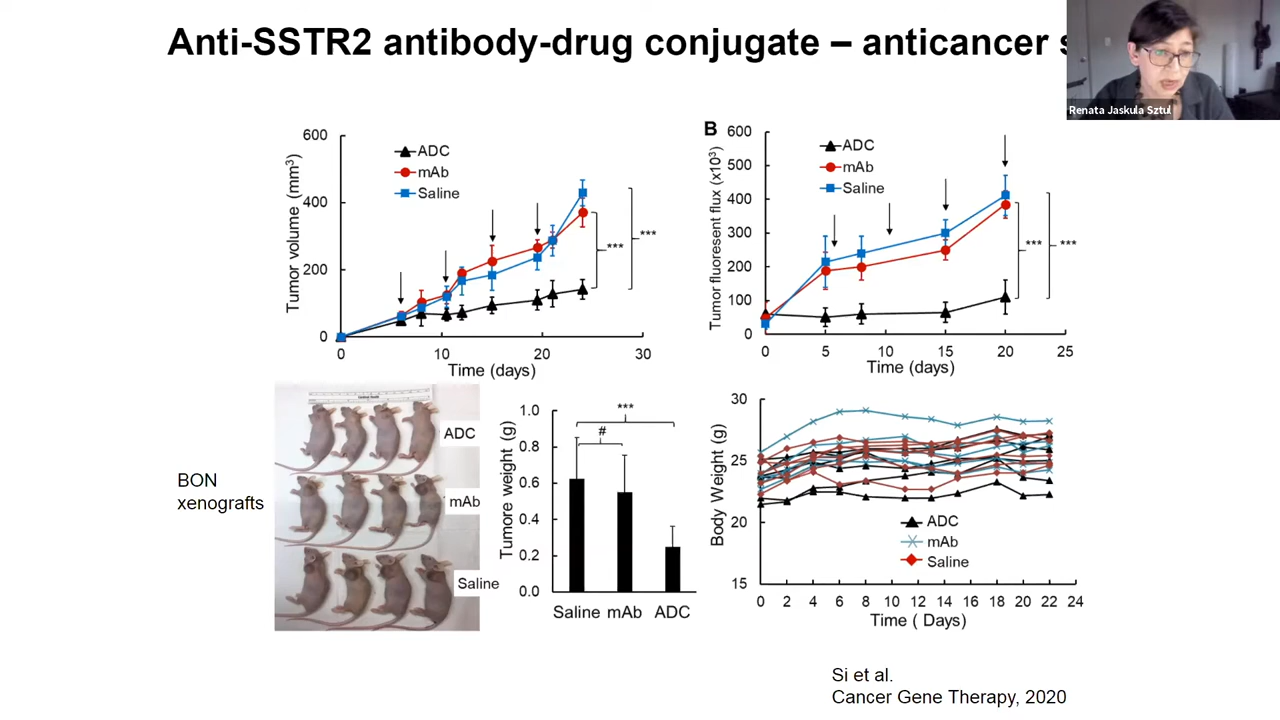 Anti-SSTR2 antibody-drug conjugate – anticancer
Renata Jaskula Sztul
Tumor volume (mm³)
600
400
200
0
ADC
mAb
Saline
***
***
0
10
20
30
Time (days)
B
Tumor fluoresent flux (x10³)
600
500
400
300
200
100
0
ADC
mAb
Saline
***
***
0
5
10
15
20
25
Time (days)
BON
xenografts
ADC
mAb
Saline
Tumore weight (g)
1.0
0.8
0.6
0.4
0.2
0.0
***
#
Saline
mAb
ADC
Body Weight (g)
30
25
20
15
ADC
mAb
Saline
0
2
4
6
8
10
12
14
16
18
20
22
24
Time ( Days)
Si et al.
Cancer Gene Therapy, 2020